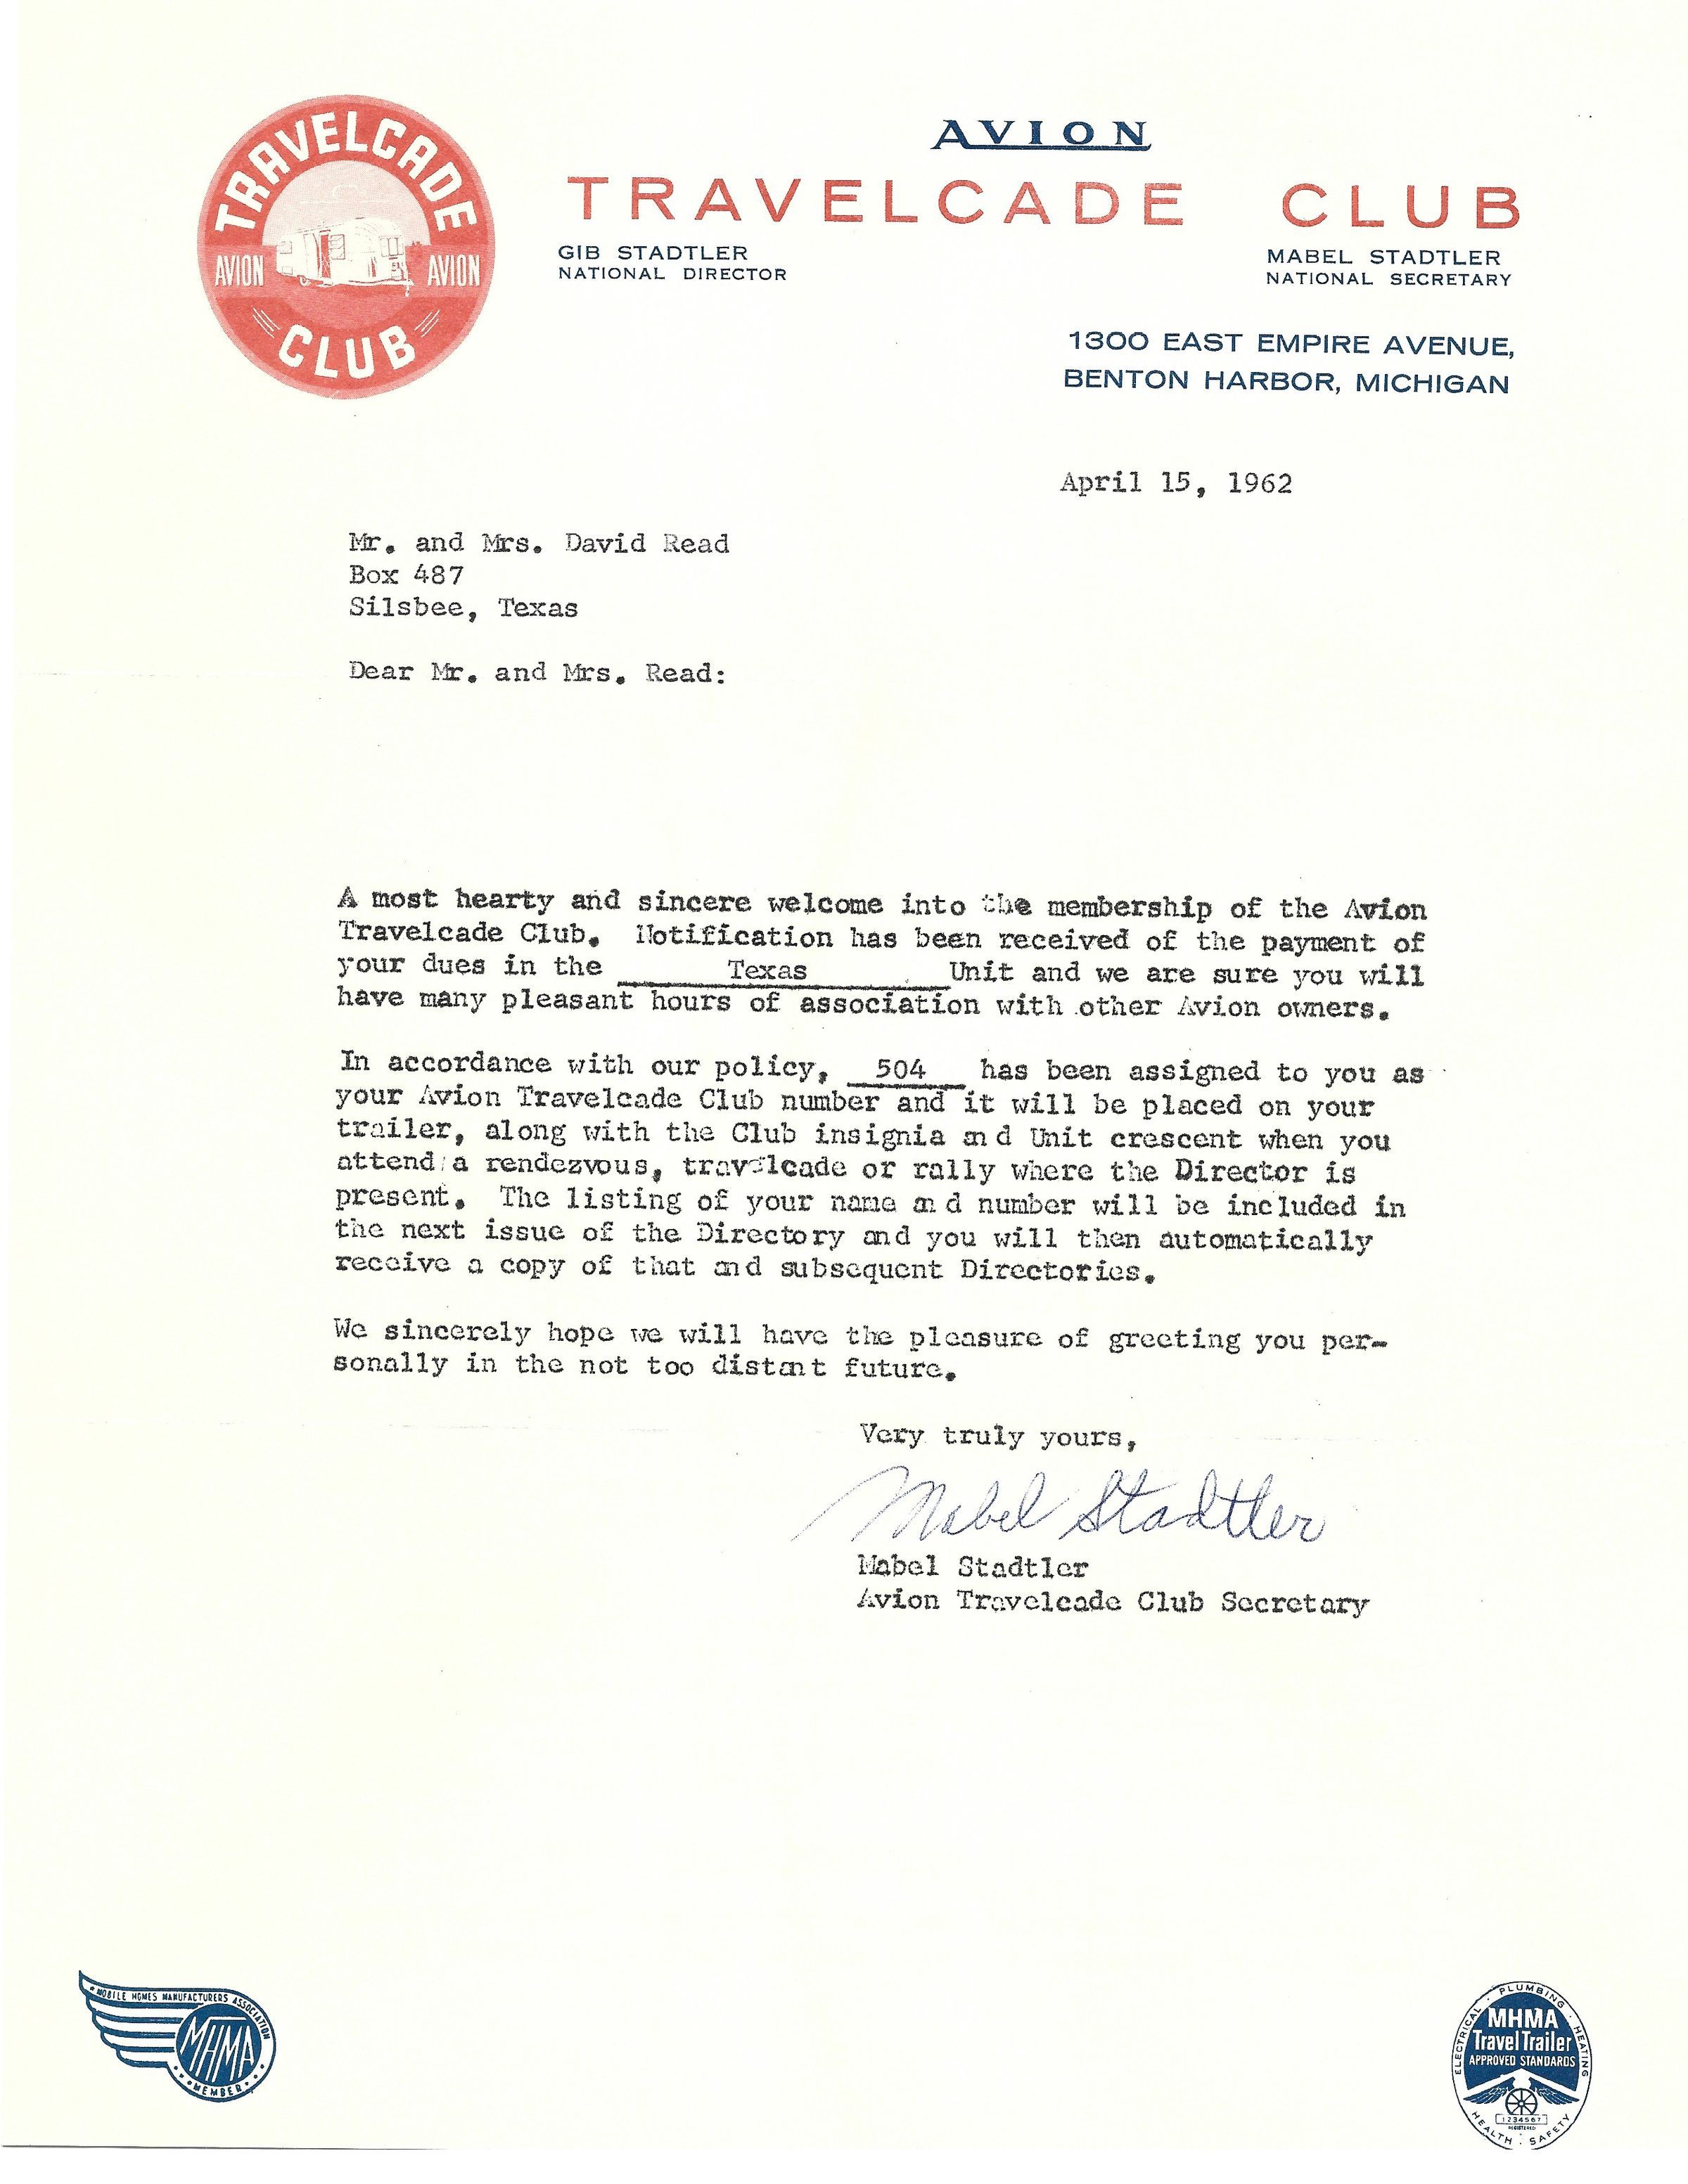 TRAVELCADE
AVION AVION
CLUB
AVION
TRAVELCADE CLUB
GIB STADTLER
NATIONAL DIRECTOR
MABEL STADTLER
NATIONAL SECRETARY
1300 EAST EMPIRE AVENUE,
BENTON HARBOR, MICHIGAN
April 15, 1962
Mr. and Mrs. David Read
Box 487
Silsbee, Texas
Dear Mr. and Mrs. Read:
A most hearty and sincere welcome into the membership of the Avion
Travelcade Club. Notification has been received of the payment of
your dues in the Texas Unit and we are sure you will
have many pleasant hours of association with other Avion owners.
In accordance with our policy, 504 has been assigned to you as
your Avion Travelcade Club number and it will be placed on your
trailer, along with the Club insignia and Unit crescent when you
attend a rendezvous, travelcade or rally where the Director is
present. The listing of your name and number will be included in
the next issue of the Directory and you will then automatically
receive a copy of that and subsequent Directories.
We sincerely hope we will have the pleasure of greeting you per-
sonally in the not too distant future.
Very truly yours,
Mabel Stadtler
Mabel Stadtler
Avion Travelcade Club Secretary
MOBILE HOMES MANUFACTURERS ASSOCIATION
MHMA
MEMBER
ELECTRICAL · PLUMBING · HEATING
MHMA
Travel Trailer
APPROVED STANDARDS
1234567
REGISTERED
HEALTH · SAFETY